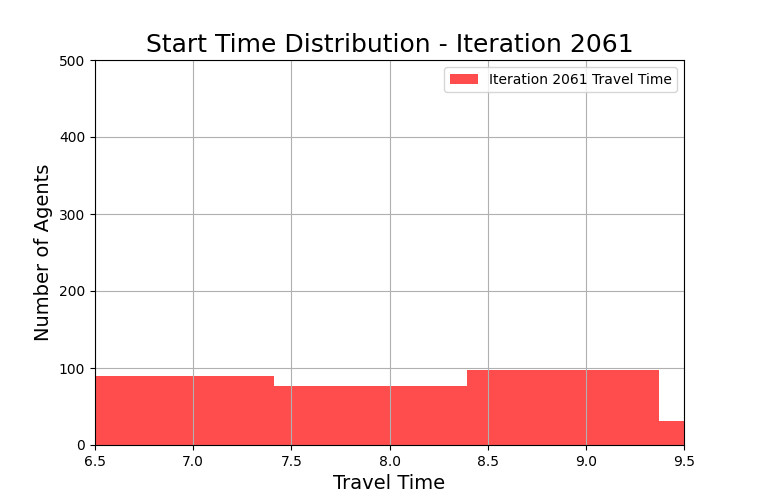 Start Time Distribution - Iteration 2061
Iteration 2061 Travel Time
Number of Agents
500
400
300
200
100
0
6.5 7.0 7.5 8.0 8.5 9.0 9.5
Travel Time